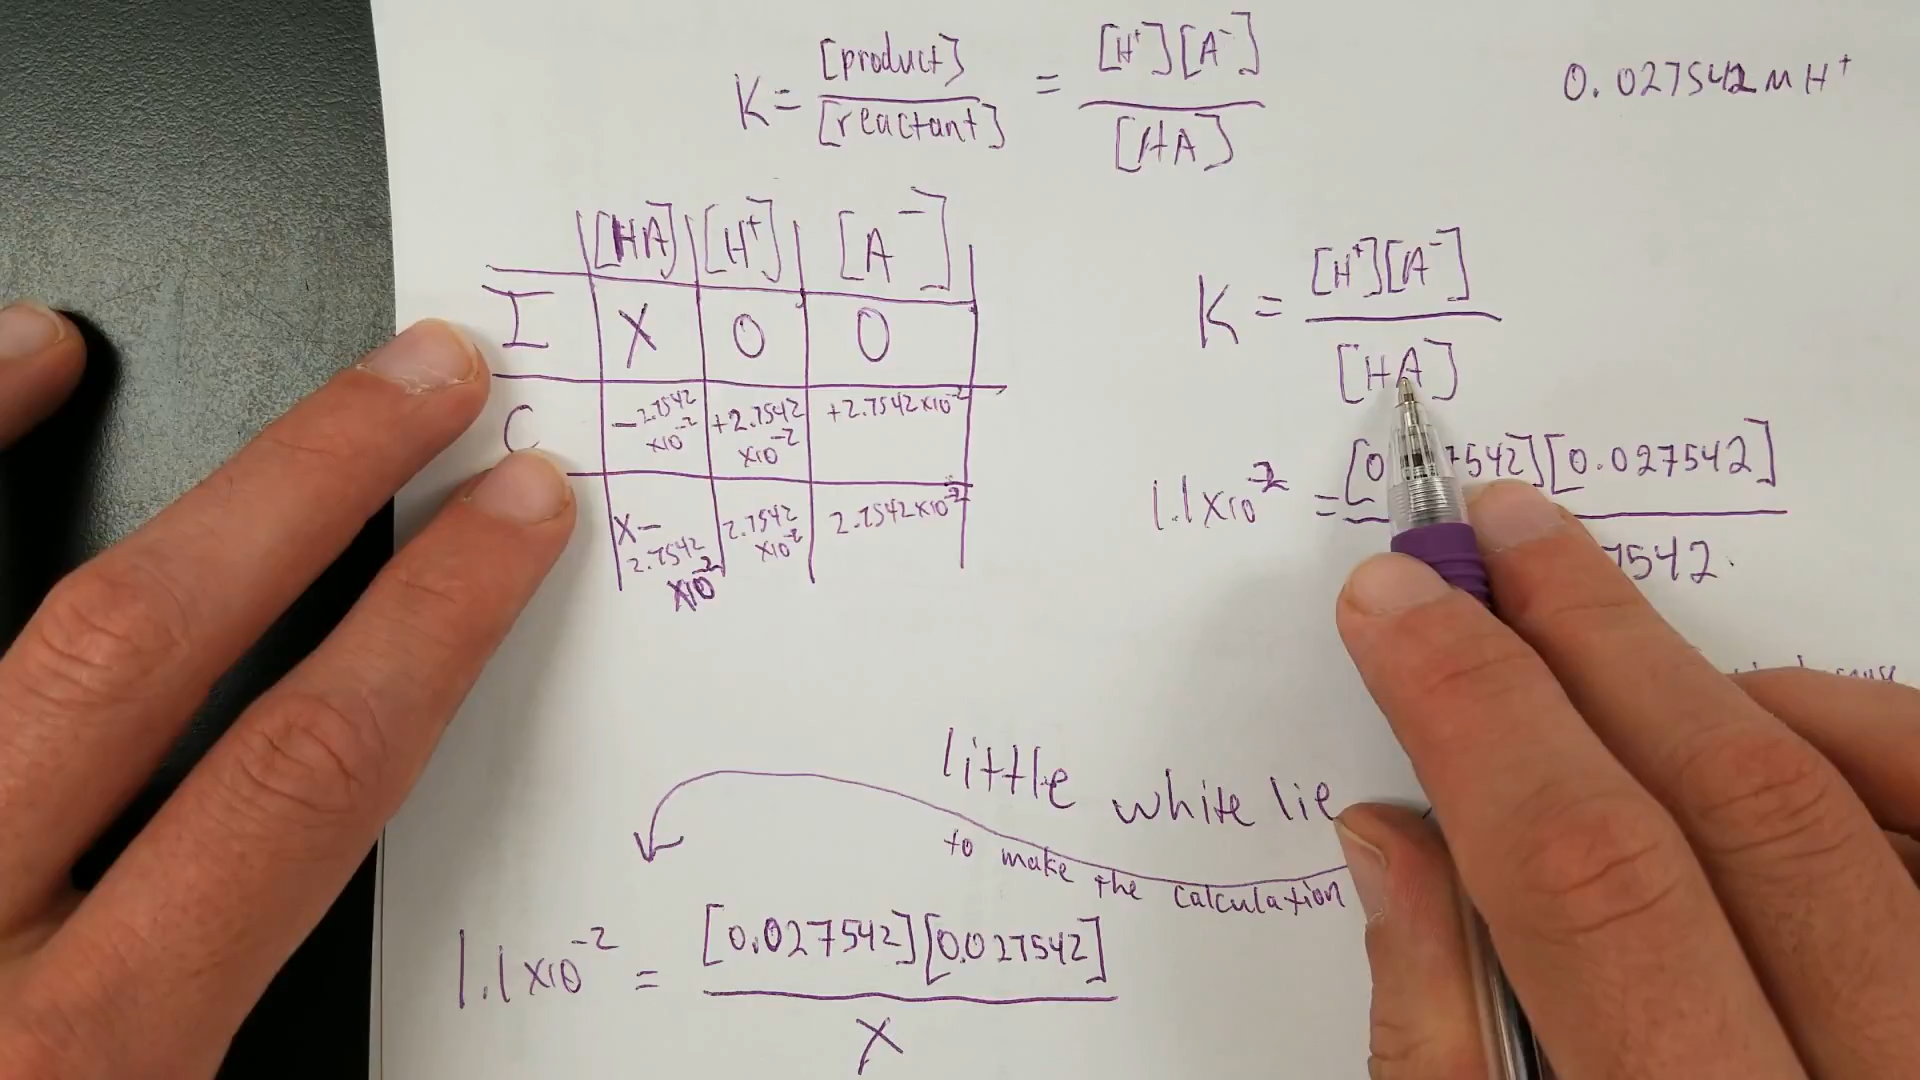 K = [product] / [reactant] = [H⁺][A⁻] / [HA]
0.027542 M H⁺
[HA] [H⁺] [A⁻]
I X 0 0
C -2.7542 x10⁻² +2.7542 x10⁻² +2.7542x10⁻²
X- 2.7542 x10⁻² 2.7542 x10⁻² 2.7542x10⁻²
K = [H⁺][A⁻] / [HA]
1.1x10⁻² = [0 7542][0.027542] / 7542
little white lie
to make the calculation
1.1x10⁻² = [0.027542][0.027542] / X